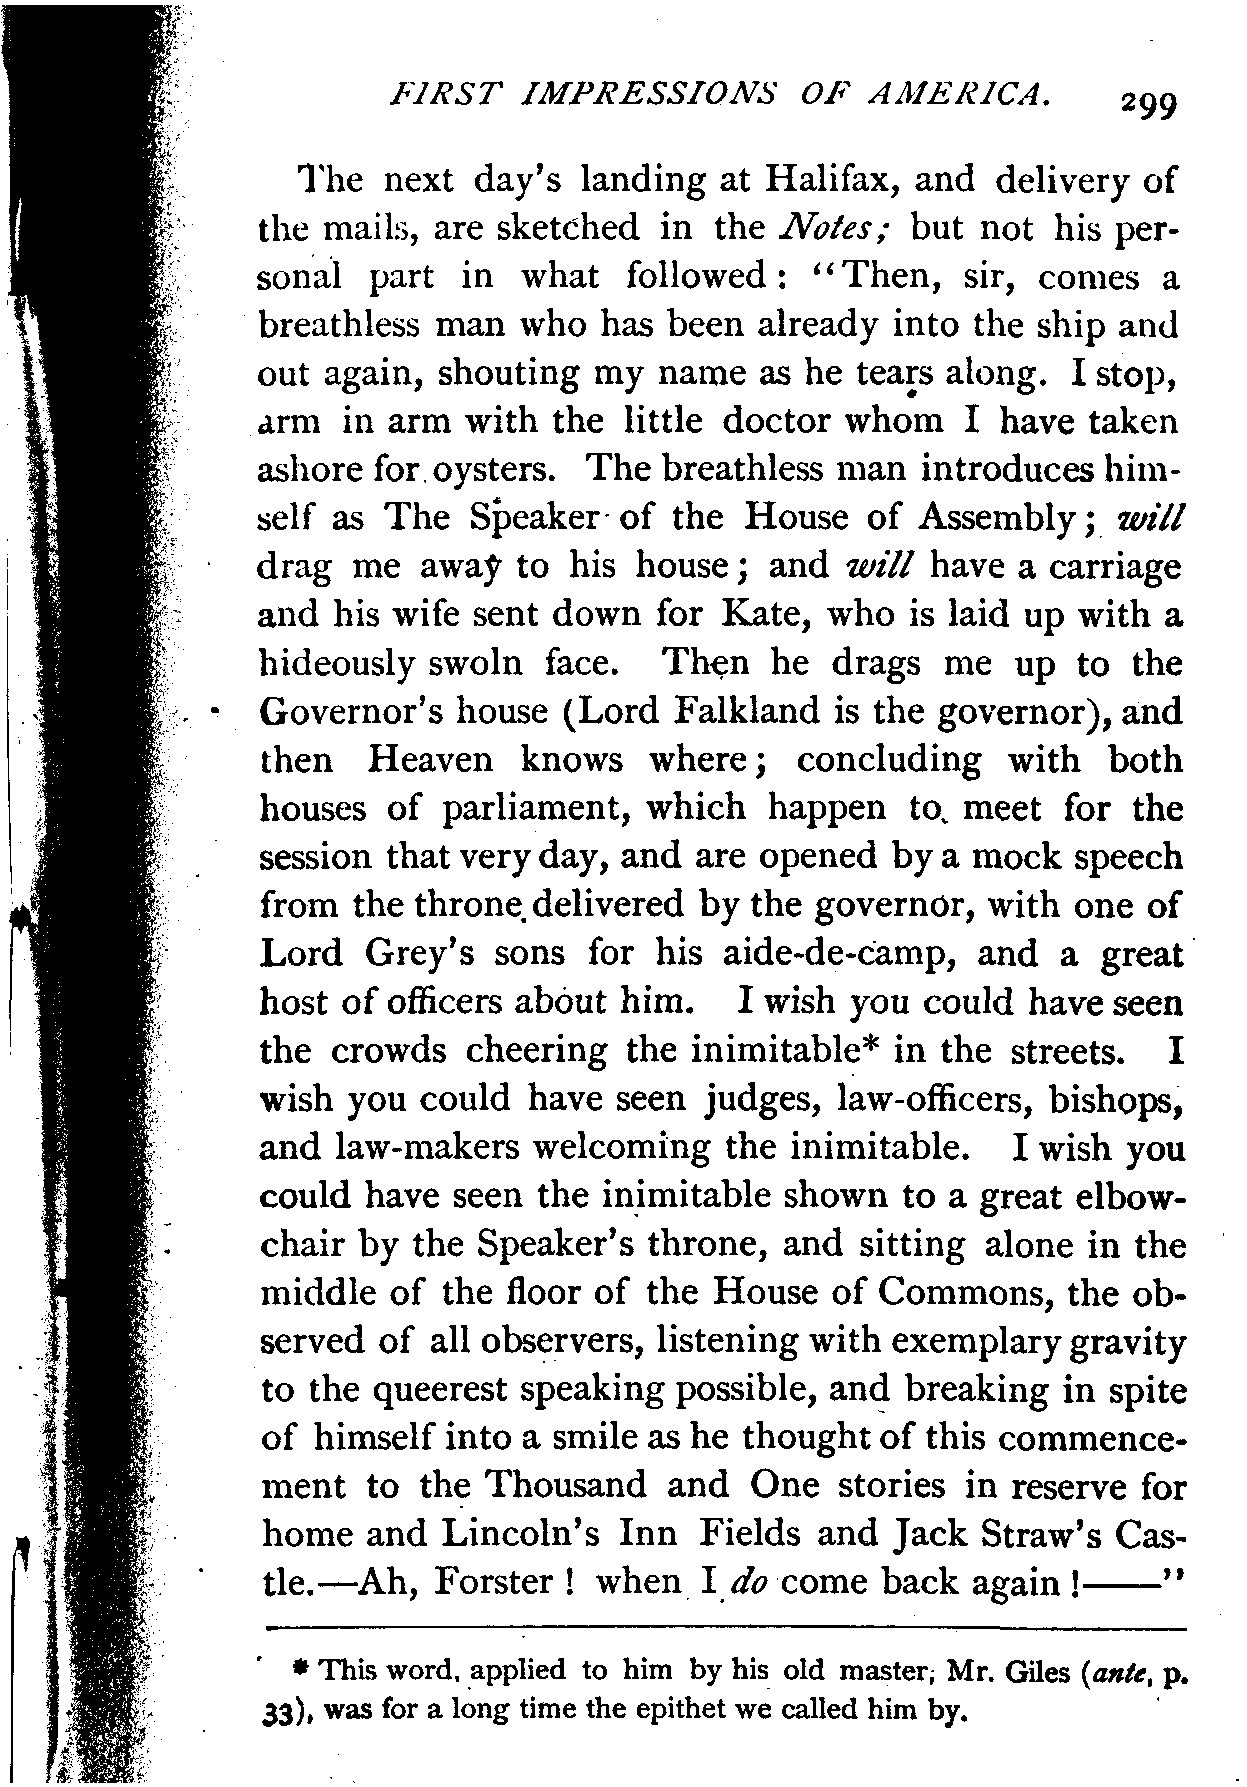 FIRST IMPRESSIONS OF AMERICA. 299
The next day's landing at Halifax, and delivery of
the mails, are sketched in the Notes; but not his per-
sonal part in what followed: "Then, sir, comes a
breathless man who has been already into the ship and
out again, shouting my name as he tears along. I stop,
arm in arm with the little doctor whom I have taken
ashore for oysters. The breathless man introduces him-
self as The Speaker of the House of Assembly; will
drag me away to his house; and will have a carriage
and his wife sent down for Kate, who is laid up with a
hideously swoln face. Then he drags me up to the
Governor's house (Lord Falkland is the governor), and
then Heaven knows where; concluding with both
houses of parliament, which happen to meet for the
session that very day, and are opened by a mock speech
from the throne delivered by the governor, with one of
Lord Grey's sons for his aide-de-camp, and a great
host of officers about him. I wish you could have seen
the crowds cheering the inimitable* in the streets. I
wish you could have seen judges, law-officers, bishops,
and law-makers welcoming the inimitable. I wish you
could have seen the inimitable shown to a great elbow-
chair by the Speaker's throne, and sitting alone in the
middle of the floor of the House of Commons, the ob-
served of all observers, listening with exemplary gravity
to the queerest speaking possible, and breaking in spite
of himself into a smile as he thought of this commence-
ment to the Thousand and One stories in reserve for
home and Lincoln's Inn Fields and Jack Straw's Cas-
tle.—Ah, Forster! when I do come back again!——"
* This word, applied to him by his old master, Mr. Giles (ante, p.
33), was for a long time the epithet we called him by.